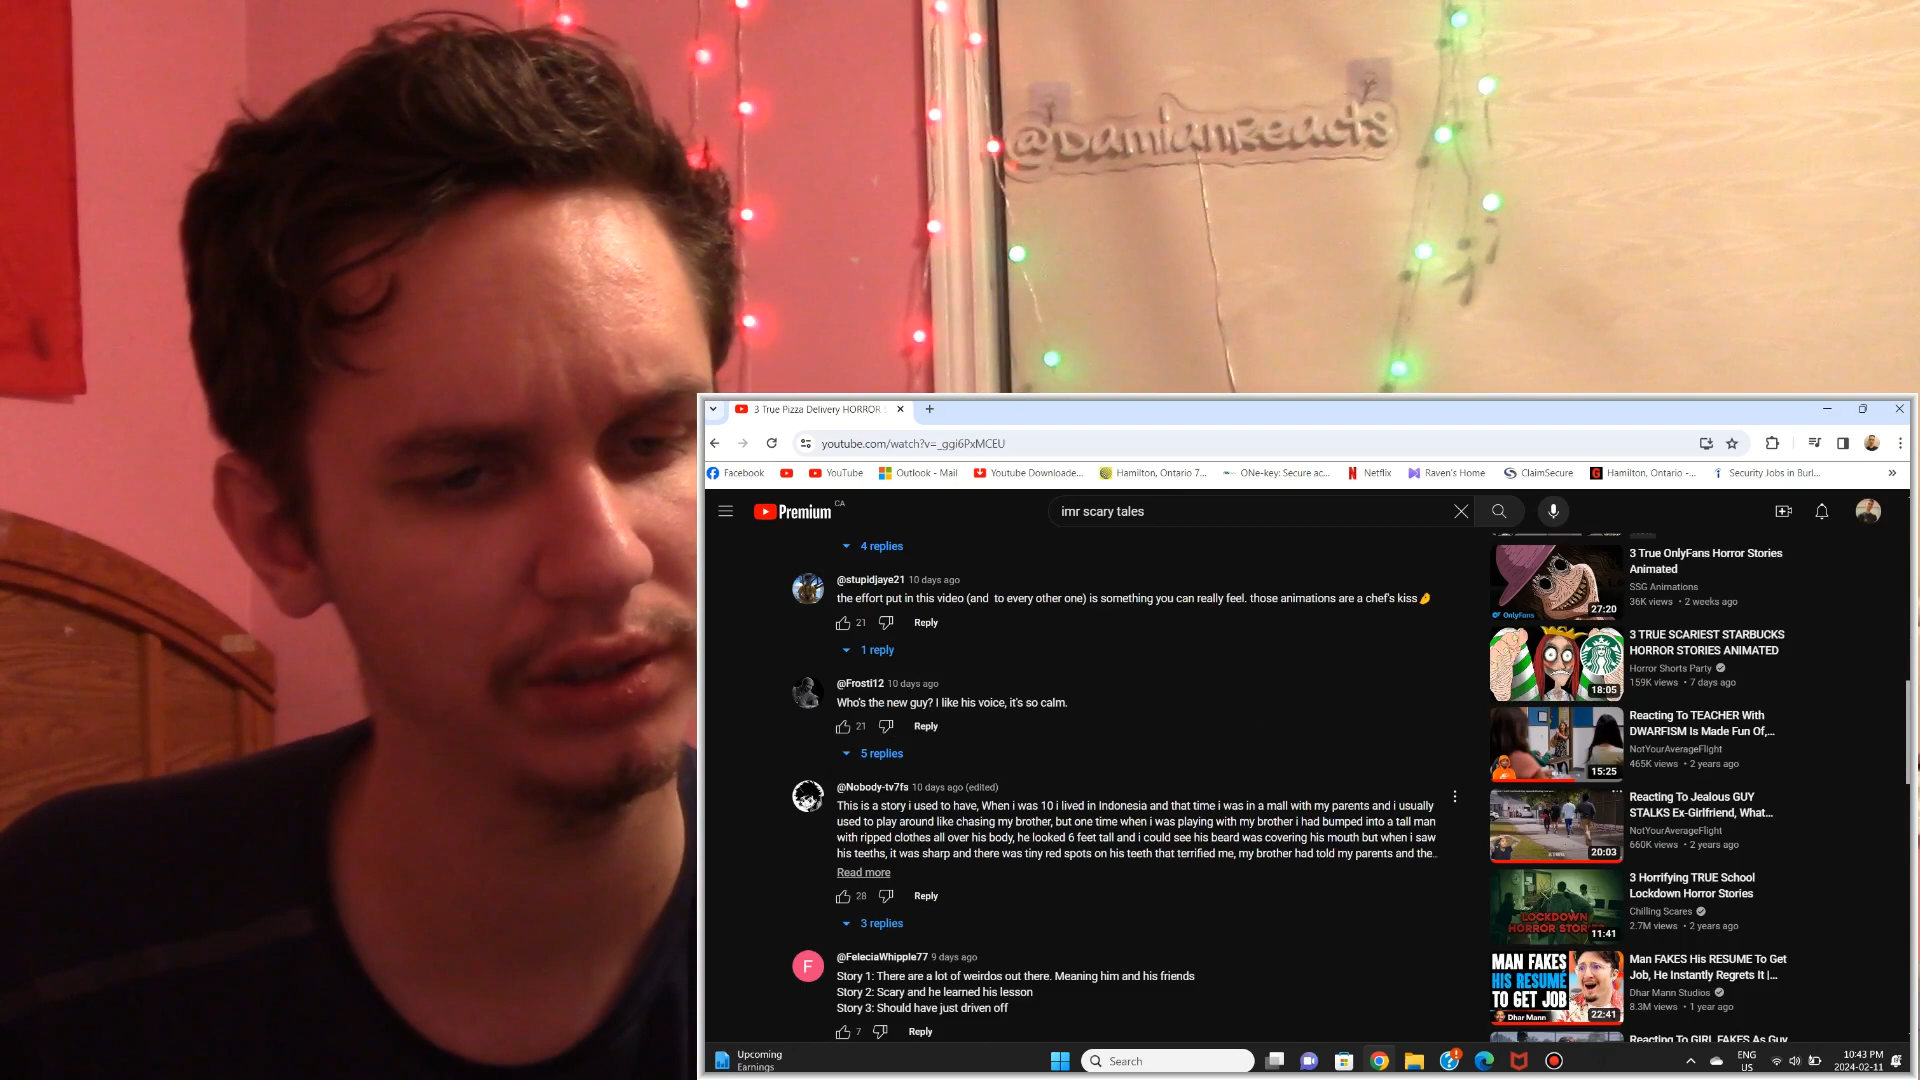 @DamianReacts
3 True Pizza Delivery HORROR
youtube.com/watch?v=_ggi6PxMCEU
Facebook YouTube Outlook - Mail Youtube Downloade... Hamilton, Ontario 7... ONe-key: Secure ac... Netflix Raven's Home ClaimSecure Hamilton, Ontario -... Security Jobs in Burl... »
Premium CA
imr scary tales
4 replies
@stupidjaye21 10 days ago
the effort put in this video (and to every other one) is something you can really feel. those animations are a chef's kiss
21 Reply
1 reply
@Frosti12 10 days ago
Who's the new guy? I like his voice, it's so calm.
21 Reply
5 replies
@Nobody-tv7fs 10 days ago (edited)
This is a story i used to have, When i was 10 i lived in Indonesia and that time i was in a mall with my parents and i usually
used to play around like chasing my brother, but one time when i was playing with my brother i had bumped into a tall man
with ripped clothes all over his body, he looked 6 feet tall and i could see his beard was covering his mouth but when i saw
his teeths, it was sharp and there was tiny red spots on his teeth that terrified me, my brother had told my parents and the...
Read more
28 Reply
3 replies
F
@FeleciaWhipple77 9 days ago
Story 1: There are a lot of weirdos out there. Meaning him and his friends
Story 2: Scary and he learned his lesson
Story 3: Should have just driven off
7 Reply
OnlyFans
27:20
3 True OnlyFans Horror Stories
Animated
SSG Animations
36K views • 2 weeks ago
18:05
3 TRUE SCARIEST STARBUCKS
HORROR STORIES ANIMATED
Horror Shorts Party
159K views • 7 days ago
15:25
Reacting To TEACHER With
DWARFISM Is Made Fun Of,...
NotYourAverageFlight
465K views • 2 years ago
20:03
Reacting To Jealous GUY
STALKS Ex-Girlfriend, What...
NotYourAverageFlight
660K views • 2 years ago
LOCKDOWN
HORROR STORIES
11:41
3 Horrifying TRUE School
Lockdown Horror Stories
Chilling Scares
2.7M views • 2 years ago
MAN FAKES
HIS RESUME
TO GET JOB
Dhar Mann
22:41
Man FAKES His RESUME To Get
Job, He Instantly Regrets It |...
Dhar Mann Studios
8.3M views • 1 year ago
Reacting To GIRL FAKES As Guy
Upcoming
Earnings
Search
ENG
US
10:43 PM
2024-02-11